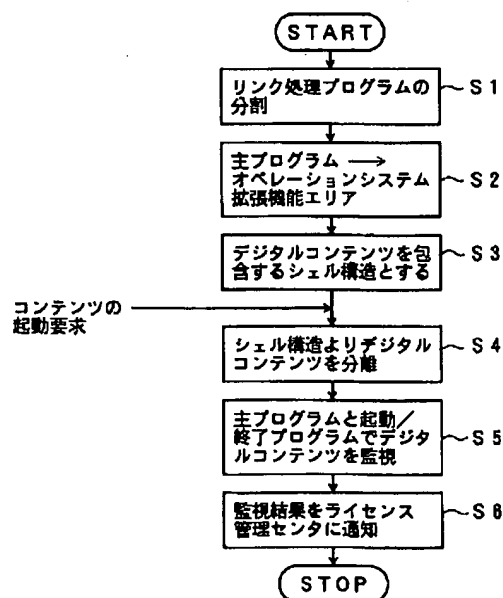 START
リンク処理プログラムの
分割
S1
主プログラム →
オペレーションシステム
拡張機能エリア
S2
デジタルコンテンツを包
含するシェル構造とする
S3
コンテンツの
起動要求
シェル構造よりデジタル
コンテンツを分離
S4
主プログラムと起動/
終了プログラムでデジタ
ルコンテンツを監視
S5
監視結果をライセンス
管理センタに通知
S6
STOP